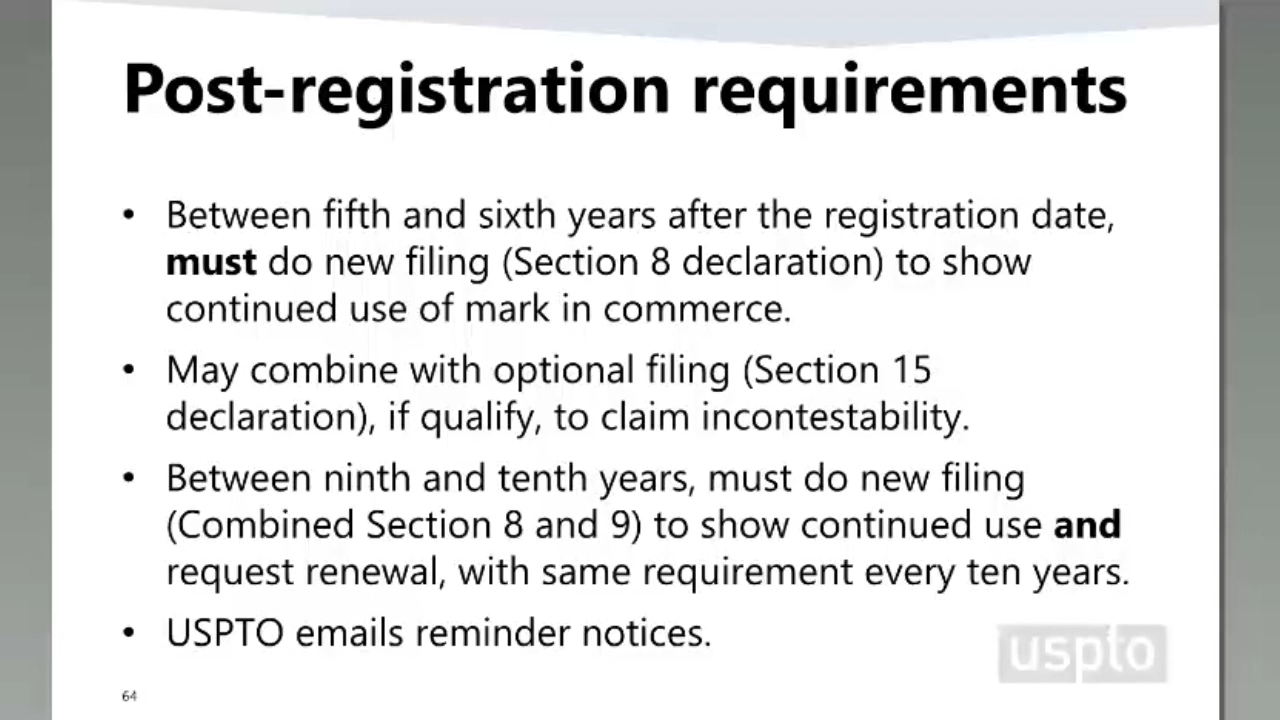 Post-registration requirements
• Between fifth and sixth years after the registration date,
must do new filing (Section 8 declaration) to show
continued use of mark in commerce.
• May combine with optional filing (Section 15
declaration), if qualify, to claim incontestability.
• Between ninth and tenth years, must do new filing
(Combined Section 8 and 9) to show continued use and
request renewal, with same requirement every ten years.
• USPTO emails reminder notices.
uspto
64